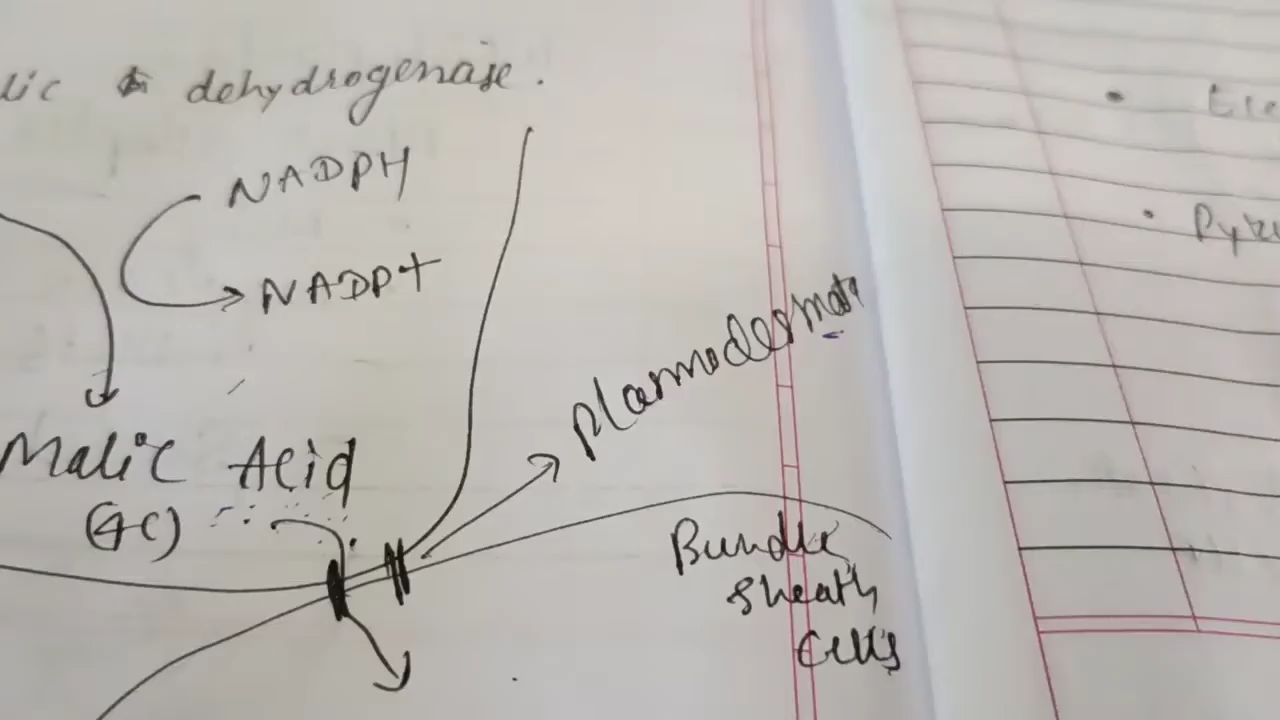 dehydrogenase.
NADPH
NADP+
Plasmodesmata
Malic Acid
(4C)
Bundle
Sheath
Cells